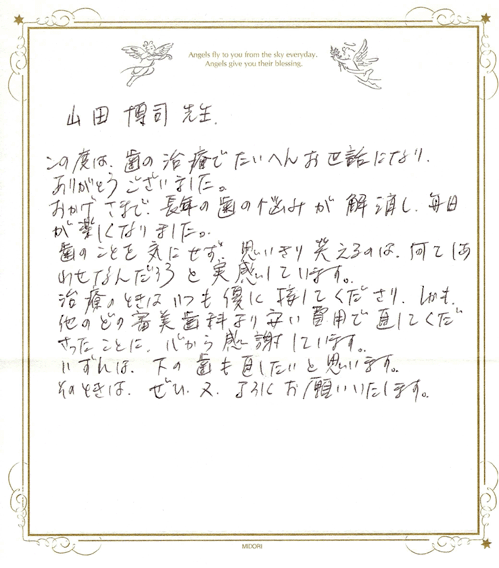 Angels fly to you from the sky everyday.
Angels give you their blessing.
山田 博司 先生.
この度は、歯の治療でたいへんお世話になり、
ありがとうございました。
おかげさまで、長年の歯の悩みが解消し、毎日
が楽しくなりました。
歯のことを気にせず、思いきり笑えるのは、何てしあ
わせなんだろうと実感しています。
治療のときはいつも優しく接してくださり、しかも、
他のどの審美歯科より安い費用で直してくだ
さったことに、心から感謝しています。
いずれは、下の歯も直したいと思います。
そのときは、ぜひ、又、よろしくお願いいたします。
MIDORI